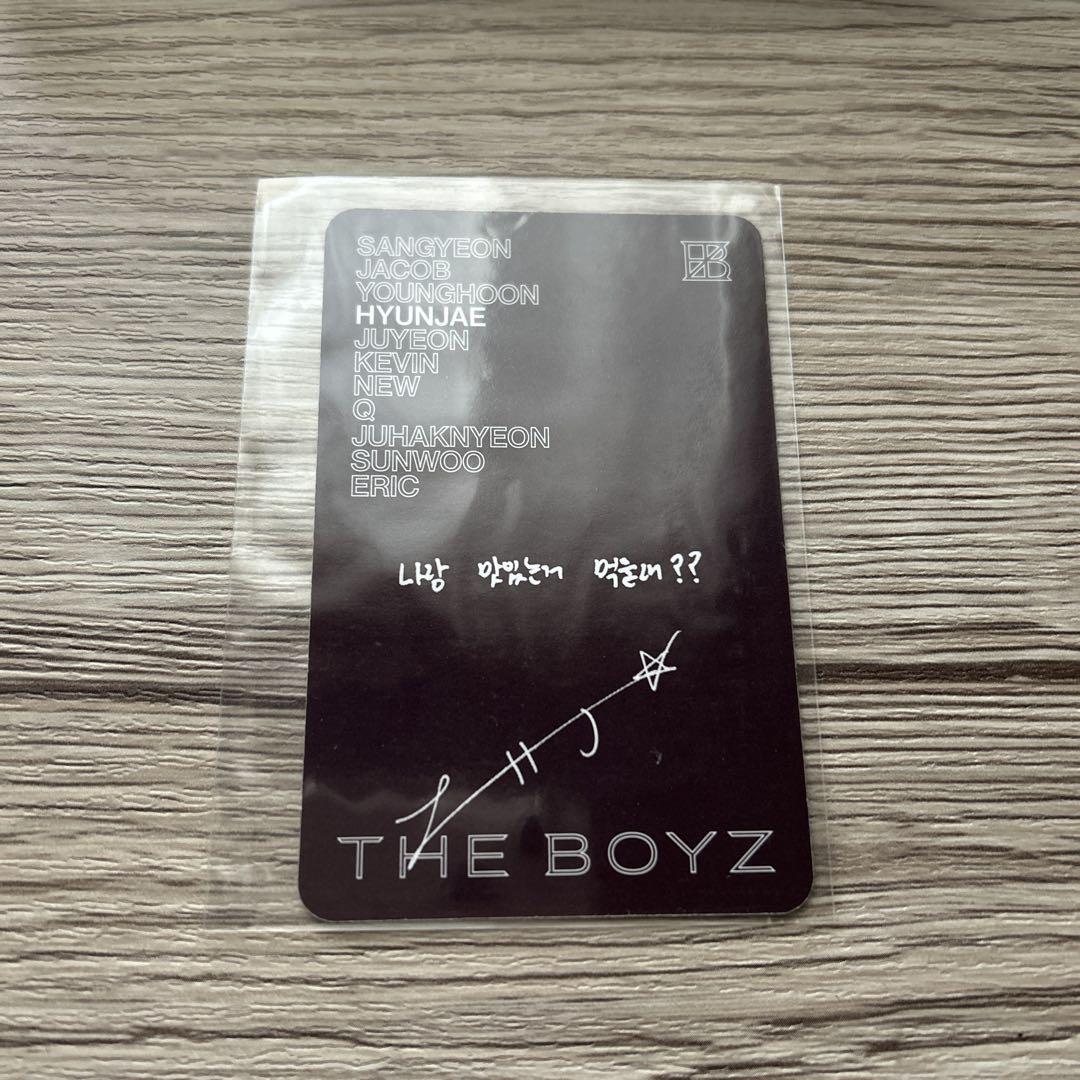 SANGYEON
JACOB
YOUNGHOON
HYUNJAE
JUYEON
KEVIN
NEW
Q
JUHAKNYEON
SUNWOO
ERIC
나랑 맛있는거 먹을래??
LHJ
THE BOYZ